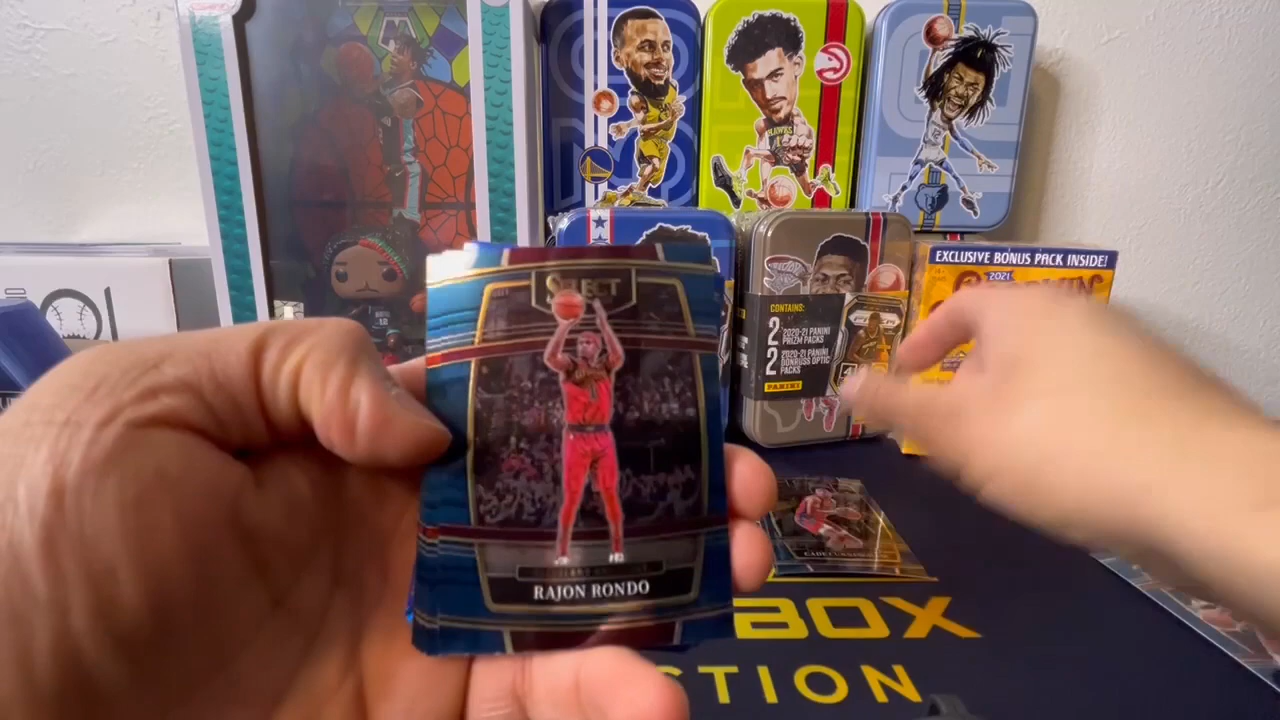 EXCLUSIVE BONUS PACK INSIDE!
2021
HAWKS
CONTAINS:
2 2020-21 PANINI
PRIZM PACKS
2 2020-21 PANINI
DONRUSS OPTIC
PACKS
PANINI
SELECT
RAJON RONDO
BOX
CTION